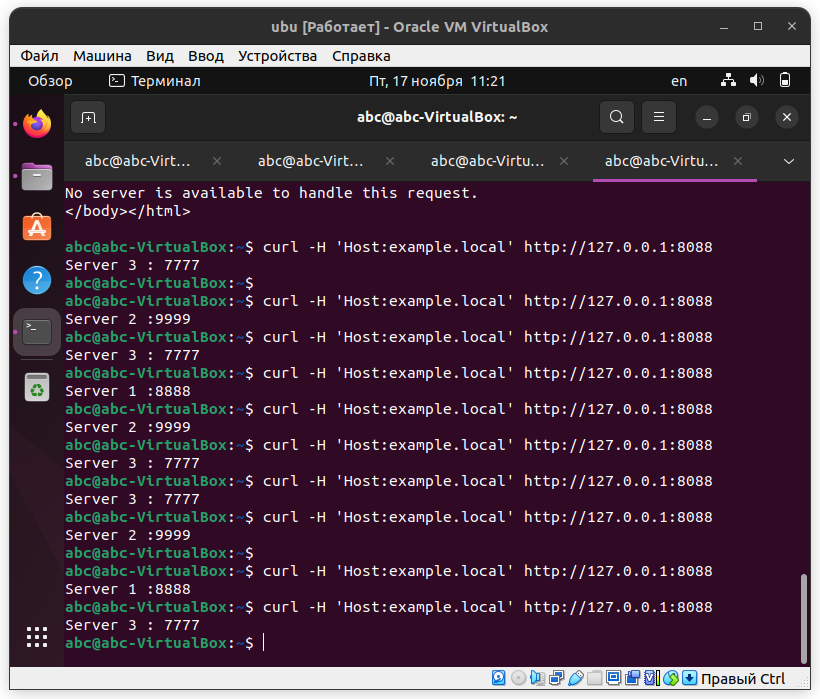 ubu [Работает] - Oracle VM VirtualBox
Файл Машина Вид Ввод Устройства Справка
Обзор Терминал Пт, 17 ноября 11:21 en
abc@abc-VirtualBox: ~
abc@abc-Virt... abc@abc-Virt... abc@abc-Virtu... abc@abc-Virtu...
No server is available to handle this request.
</body></html>
abc@abc-VirtualBox:~$ curl -H 'Host:example.local' http://127.0.0.1:8088
Server 3 : 7777
abc@abc-VirtualBox:~$
abc@abc-VirtualBox:~$ curl -H 'Host:example.local' http://127.0.0.1:8088
Server 2 :9999
abc@abc-VirtualBox:~$ curl -H 'Host:example.local' http://127.0.0.1:8088
Server 3 : 7777
abc@abc-VirtualBox:~$ curl -H 'Host:example.local' http://127.0.0.1:8088
Server 1 :8888
abc@abc-VirtualBox:~$ curl -H 'Host:example.local' http://127.0.0.1:8088
Server 2 :9999
abc@abc-VirtualBox:~$ curl -H 'Host:example.local' http://127.0.0.1:8088
Server 3 : 7777
abc@abc-VirtualBox:~$ curl -H 'Host:example.local' http://127.0.0.1:8088
Server 3 : 7777
abc@abc-VirtualBox:~$ curl -H 'Host:example.local' http://127.0.0.1:8088
Server 2 :9999
abc@abc-VirtualBox:~$
abc@abc-VirtualBox:~$ curl -H 'Host:example.local' http://127.0.0.1:8088
Server 1 :8888
abc@abc-VirtualBox:~$ curl -H 'Host:example.local' http://127.0.0.1:8088
Server 3 : 7777
abc@abc-VirtualBox:~$
Правый Ctrl